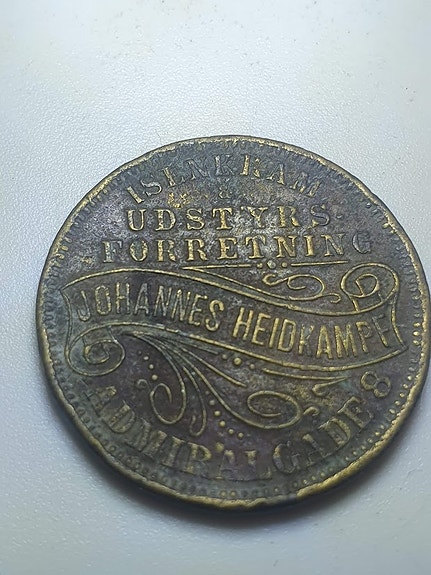 ISENKRAM
&
UDSTYRS-
FORRETNING
JOHANNES HEIDKAMPF
ADMIRALGADE 8